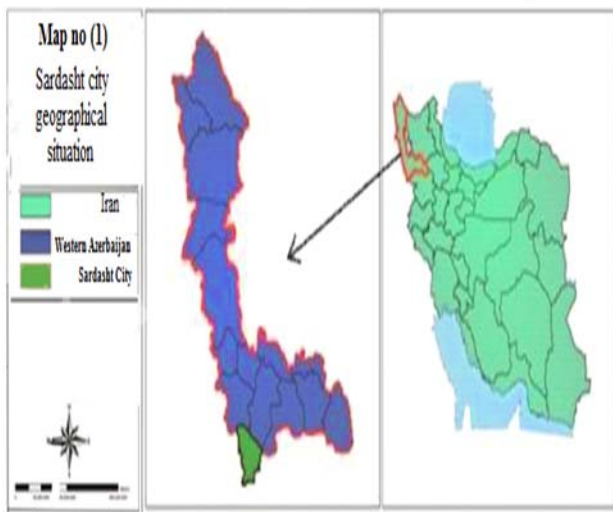 Map no (1)
Sardasht city
geographical
situation
Iran
Western Azerbaijan
Sardasht City